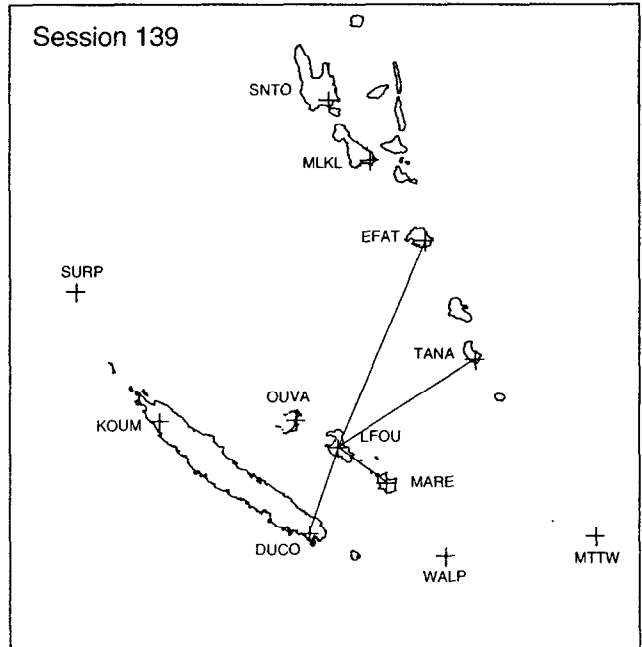 Session 139
SNTO
MLKL
EFAT
SURP
TANA
OUVA
KOUM
LFOU
MARE
DUCO
WALP
MTTW